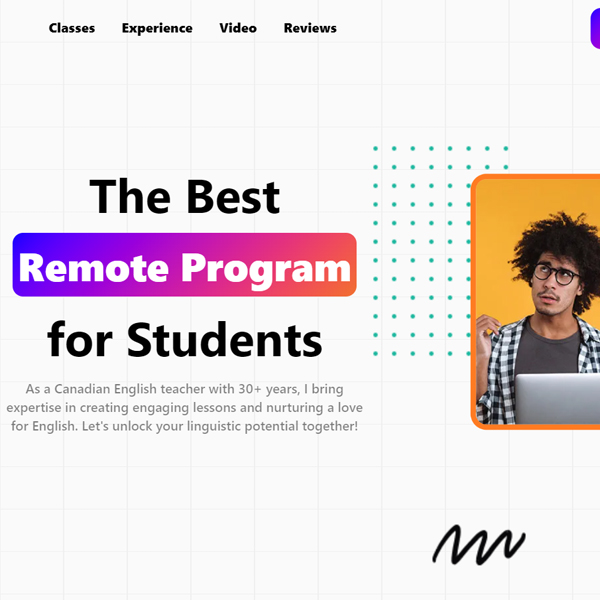 Classes Experience Video Reviews
The Best
Remote Program
for Students
As a Canadian English teacher with 30+ years, I bring
expertise in creating engaging lessons and nurturing a love
for English. Let's unlock your linguistic potential together!